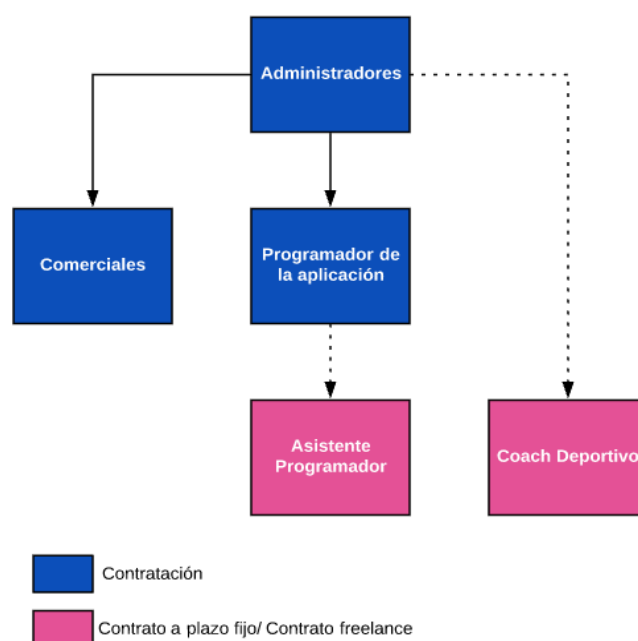 Administradores
Comerciales
Programador de
la aplicación
Asistente
Programador
Coach Deportivo
Contratación
Contrato a plazo fijo/ Contrato freelance